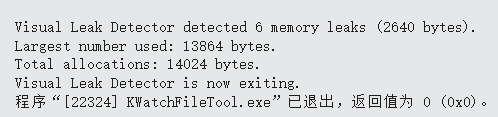 Visual Leak Detector detected 6 memory leaks (2640 bytes).
Largest number used: 13864 bytes.
Total allocations: 14024 bytes.
Visual Leak Detector is now exiting.
程序“[22324] KWatchFileTool.exe”已退出，返回值为 0 (0x0)。